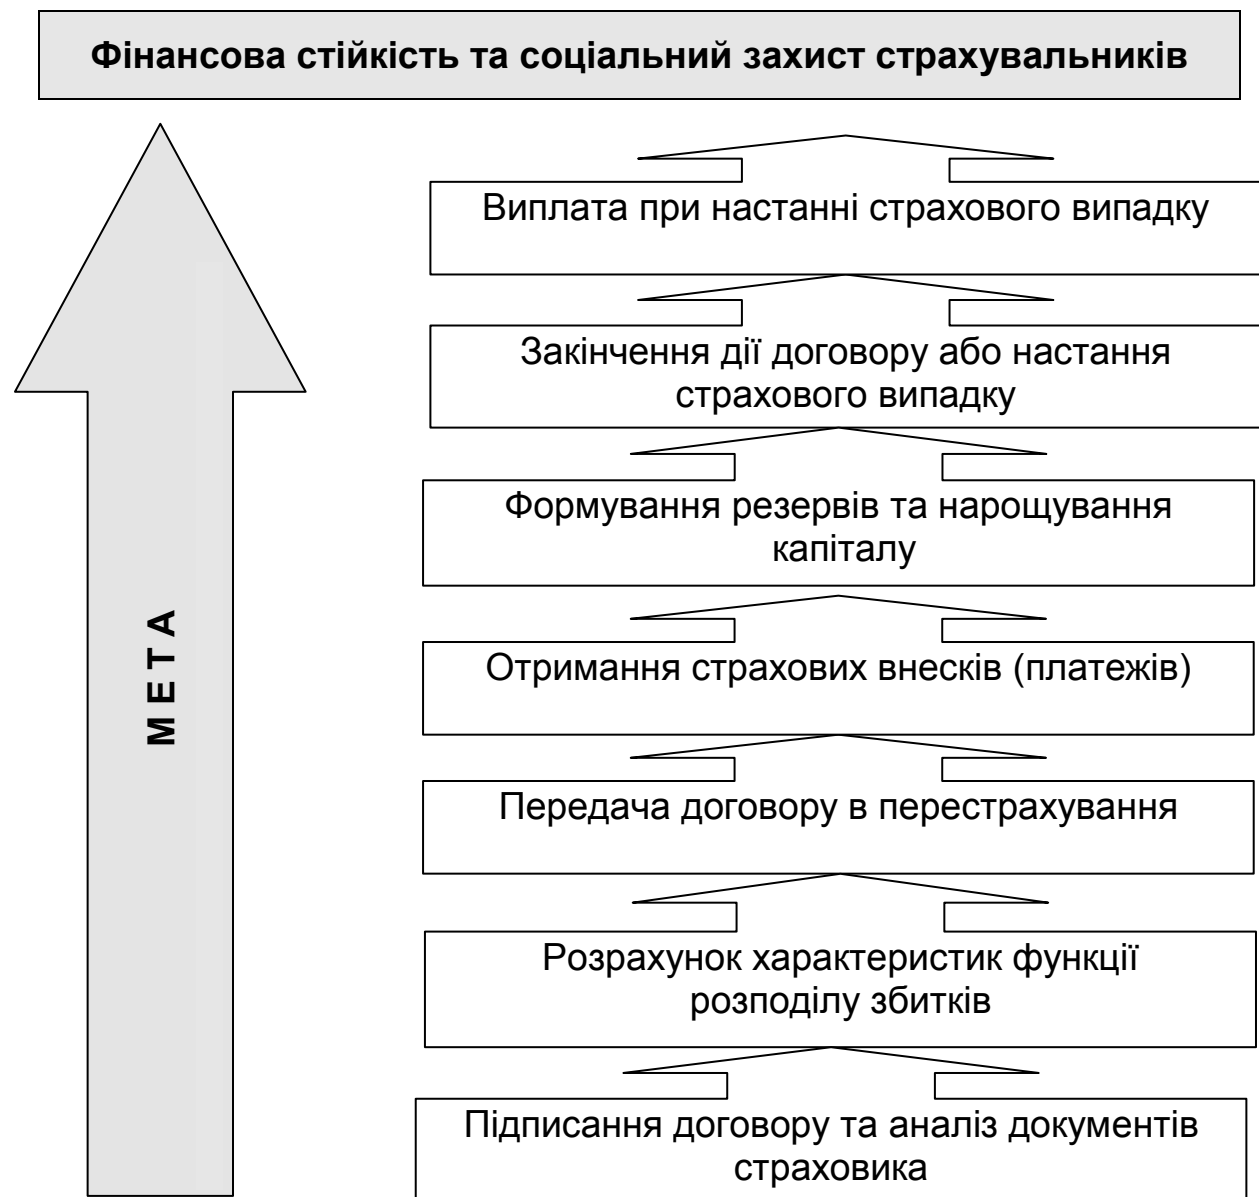 Фінансова стійкість та соціальний захист страхувальників
Виплата при настанні страхового випадку
Закінчення дії договору або настання
страхового випадку
Формування резервів та нарощування
капіталу
М Е Т А
Отримання страхових внесків (платежів)
Передача договору в перестрахування
Розрахунок характеристик функції
розподілу збитків
Підписання договору та аналіз документів
страховика